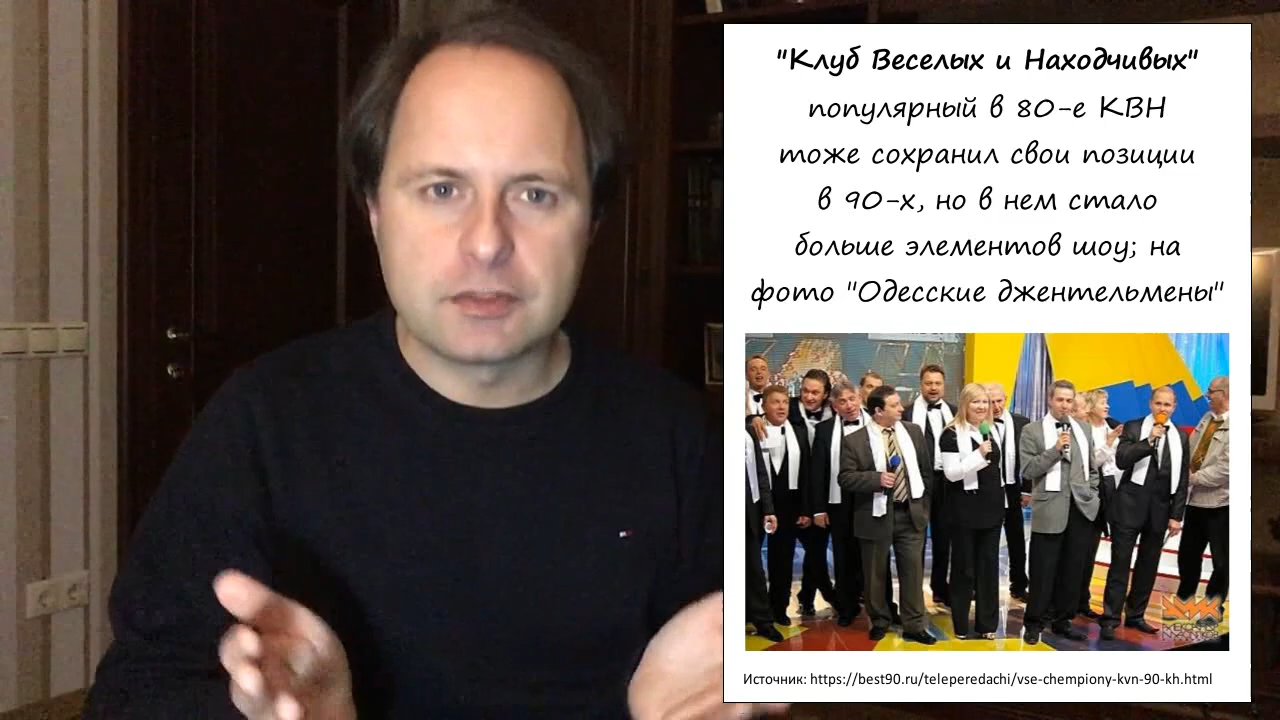 "Клуб Веселых и Находчивых"
популярный в 80-е КВН
тоже сохранил свои позиции
в 90-х, но в нем стало
больше элементов шоу; на
фото "Одесские джентельмены"
Источник: https://best90.ru/teleperedachi/vse-chempiony-kvn-90-kh.html